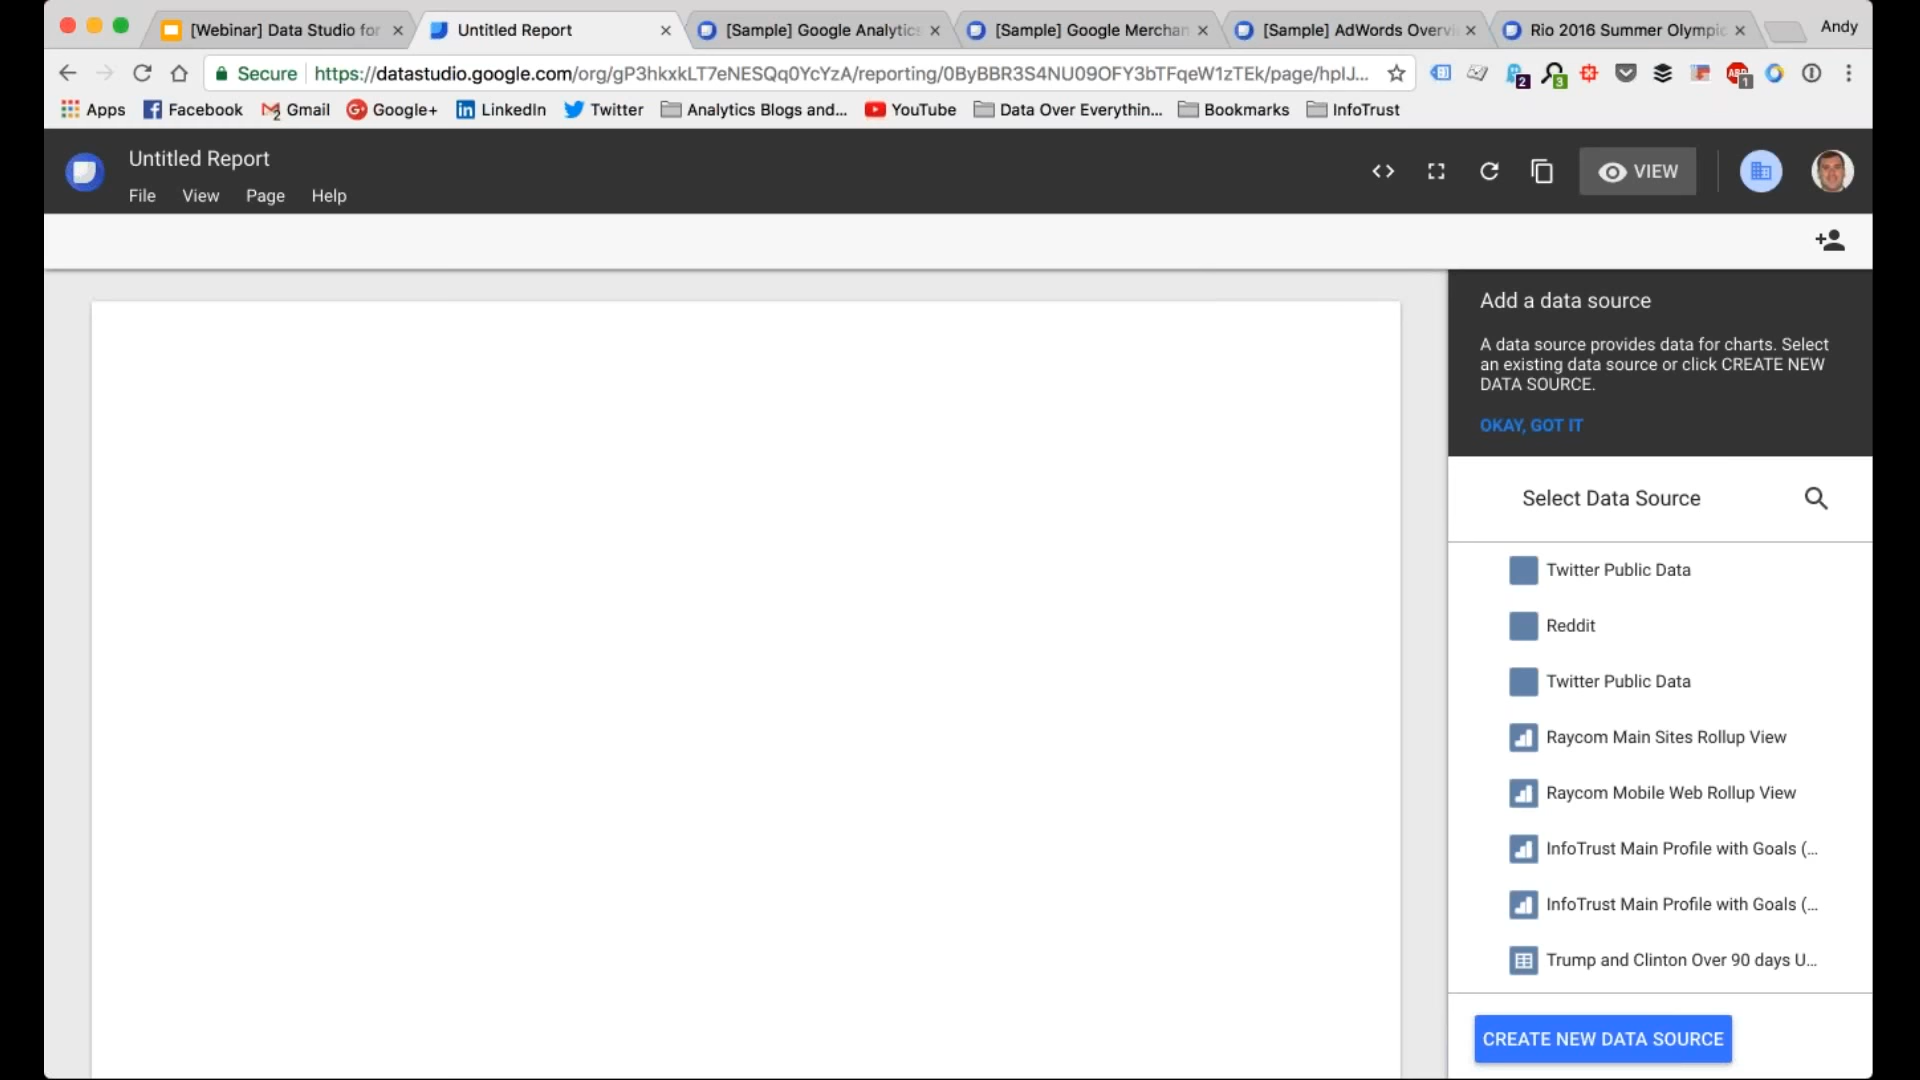 [Webinar] Data Studio for
Untitled Report
[Sample] Google Analytics
[Sample] Google Merchan
[Sample] AdWords Overvi
Rio 2016 Summer Olympic
Andy
Secure
https://datastudio.google.com/org/gP3hkxkLT7eNESQq0YcYzA/reporting/0ByBBR3S4NU09OFY3bTFqeW1zTEk/page/hpIJ...
2
3
ABP
1
Apps
Facebook
Gmail
Google+
LinkedIn
Twitter
Analytics Blogs and...
YouTube
Data Over Everythin...
Bookmarks
InfoTrust
Untitled Report
File View Page Help
VIEW
Add a data source
A data source provides data for charts. Select
an existing data source or click CREATE NEW
DATA SOURCE.
OKAY, GOT IT
Select Data Source
Twitter Public Data
Reddit
Twitter Public Data
Raycom Main Sites Rollup View
Raycom Mobile Web Rollup View
InfoTrust Main Profile with Goals (...
InfoTrust Main Profile with Goals (...
Trump and Clinton Over 90 days U...
CREATE NEW DATA SOURCE